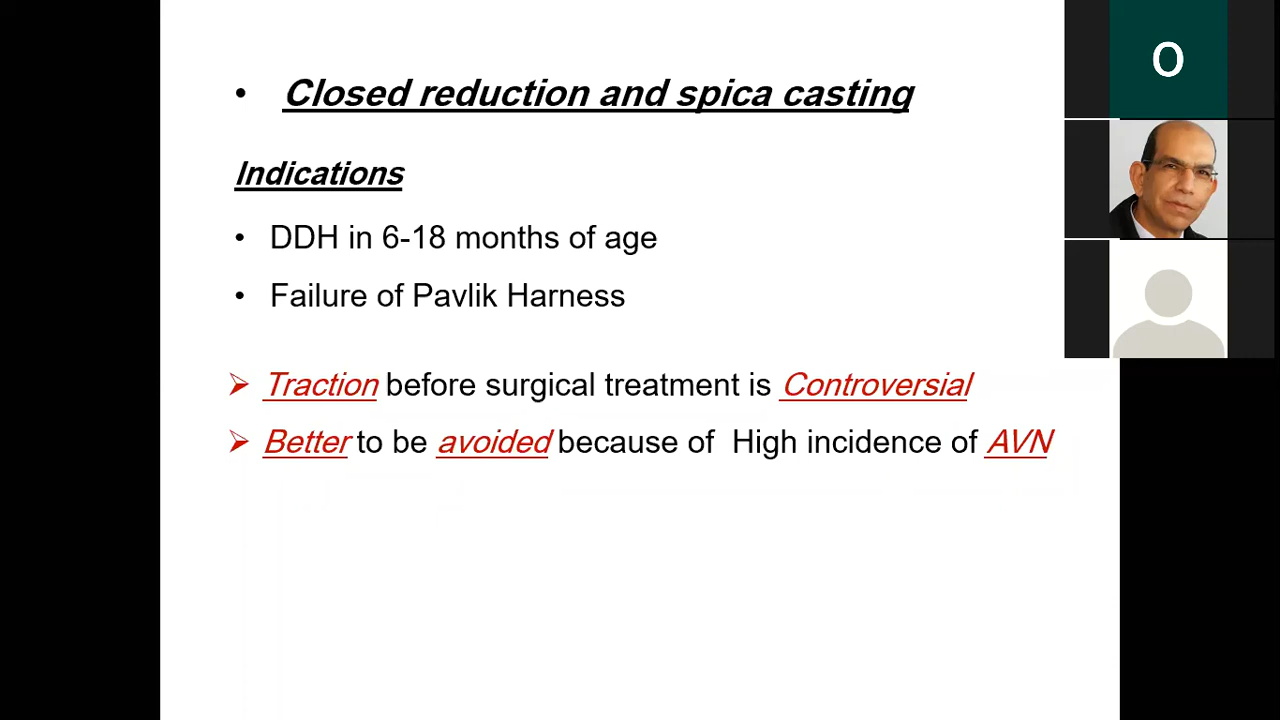 • Closed reduction and spica casting
Indications
• DDH in 6-18 months of age
• Failure of Pavlik Harness
➢ Traction before surgical treatment is Controversial
➢ Better to be avoided because of High incidence of AVN
O